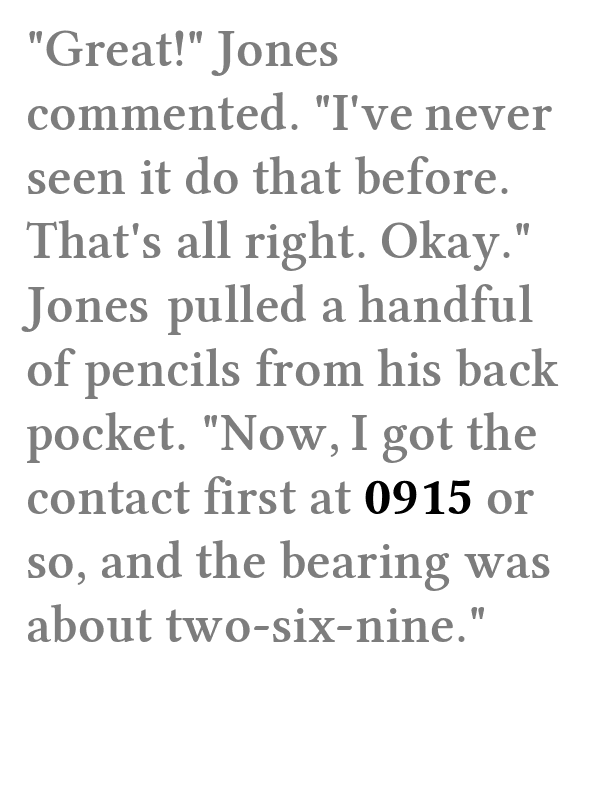 "Great!" Jones
commented. "I've never
seen it do that before.
That's all right. Okay."
Jones pulled a handful
of pencils from his back
pocket. "Now, I got the
contact first at 0915 or
so, and the bearing was
about two-six-nine."